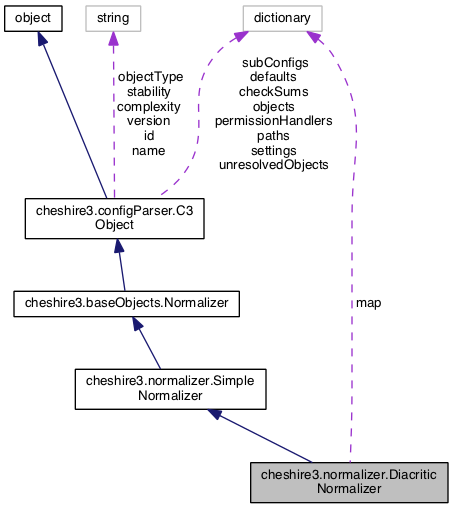 object
string
dictionary
objectType
stability
complexity
version
id
name
subConfigs
defaults
checkSums
objects
permissionHandlers
paths
settings
unresolvedObjects
cheshire3.configParser.C3
Object
cheshire3.baseObjects.Normalizer
map
cheshire3.normalizer.Simple
Normalizer
cheshire3.normalizer.Diacritic
Normalizer